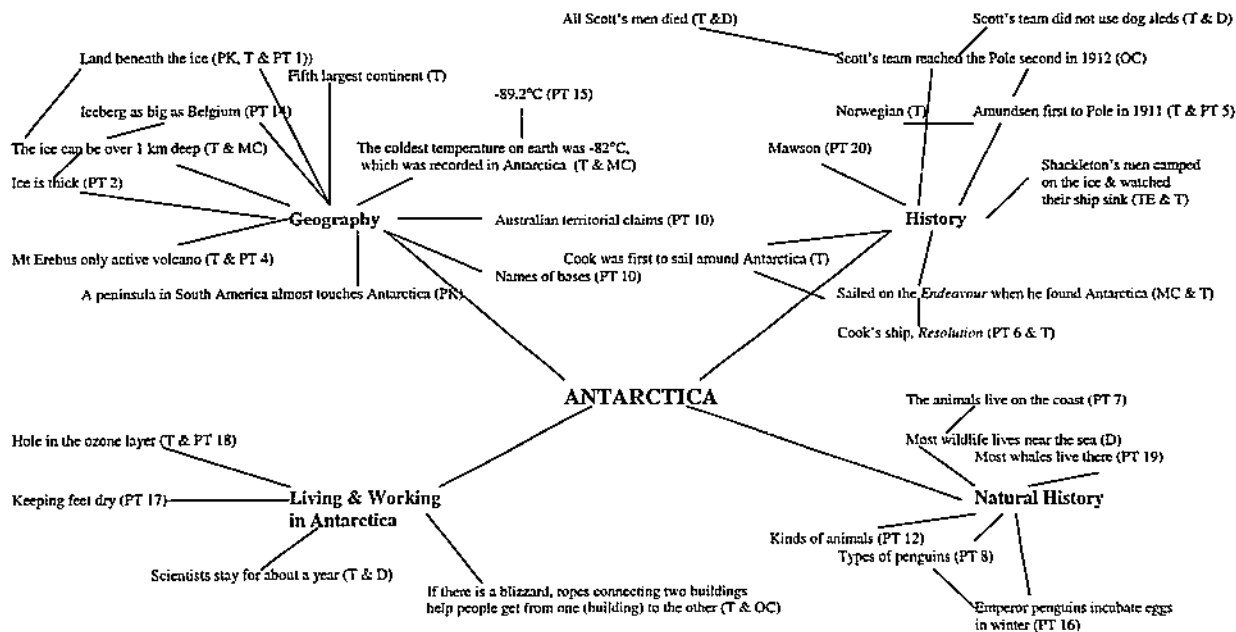 All Scott's men died (T &D)
Scott's team did not use dog sleds (T & D)
Land beneath the ice (PK, T & PT 1))
Scott's team reached the Pole second in 1912 (OC)
Fifth largest continent (T)
-89.2°C (PT 15)
Iceberg as big as Belgium (PT 14)
Norwegian (T)
Amundsen first to Pole in 1911 (T & PT 5)
The ice can be over 1 km deep (T & MC)
The coldest temperature on earth was -82°C,
which was recorded in Antarctica (T & MC)
Mawson (PT 20)
Shackleton's men camped
on the ice & watched
their ship sink (TE & T)
Ice is thick (PT 2)
Geography
Australian territorial claims (PT 10)
History
Mt Erebus only active volcano (T & PT 4)
Cook was first to sail around Antarctica (T)
Names of bases (PT 10)
A peninsula in South America almost touches Antarctica (PK)
Sailed on the Endeavour when he found Antarctica (MC & T)
Cook's ship, Resolution (PT 6 & T)
ANTARCTICA
The animals live on the coast (PT 7)
Hole in the ozone layer (T & PT 18)
Most wildlife lives near the sea (D)
Most whales live there (PT 19)
Keeping feet dry (PT 17)
Living & Working
in Antarctica
Natural History
Kinds of animals (PT 12)
Types of penguins (PT 8)
Scientists stay for about a year (T & D)
If there is a blizzard, ropes connecting two buildings
help people get from one (building) to the other (T & OC)
Emperor penguins incubate eggs
in winter (PT 16)